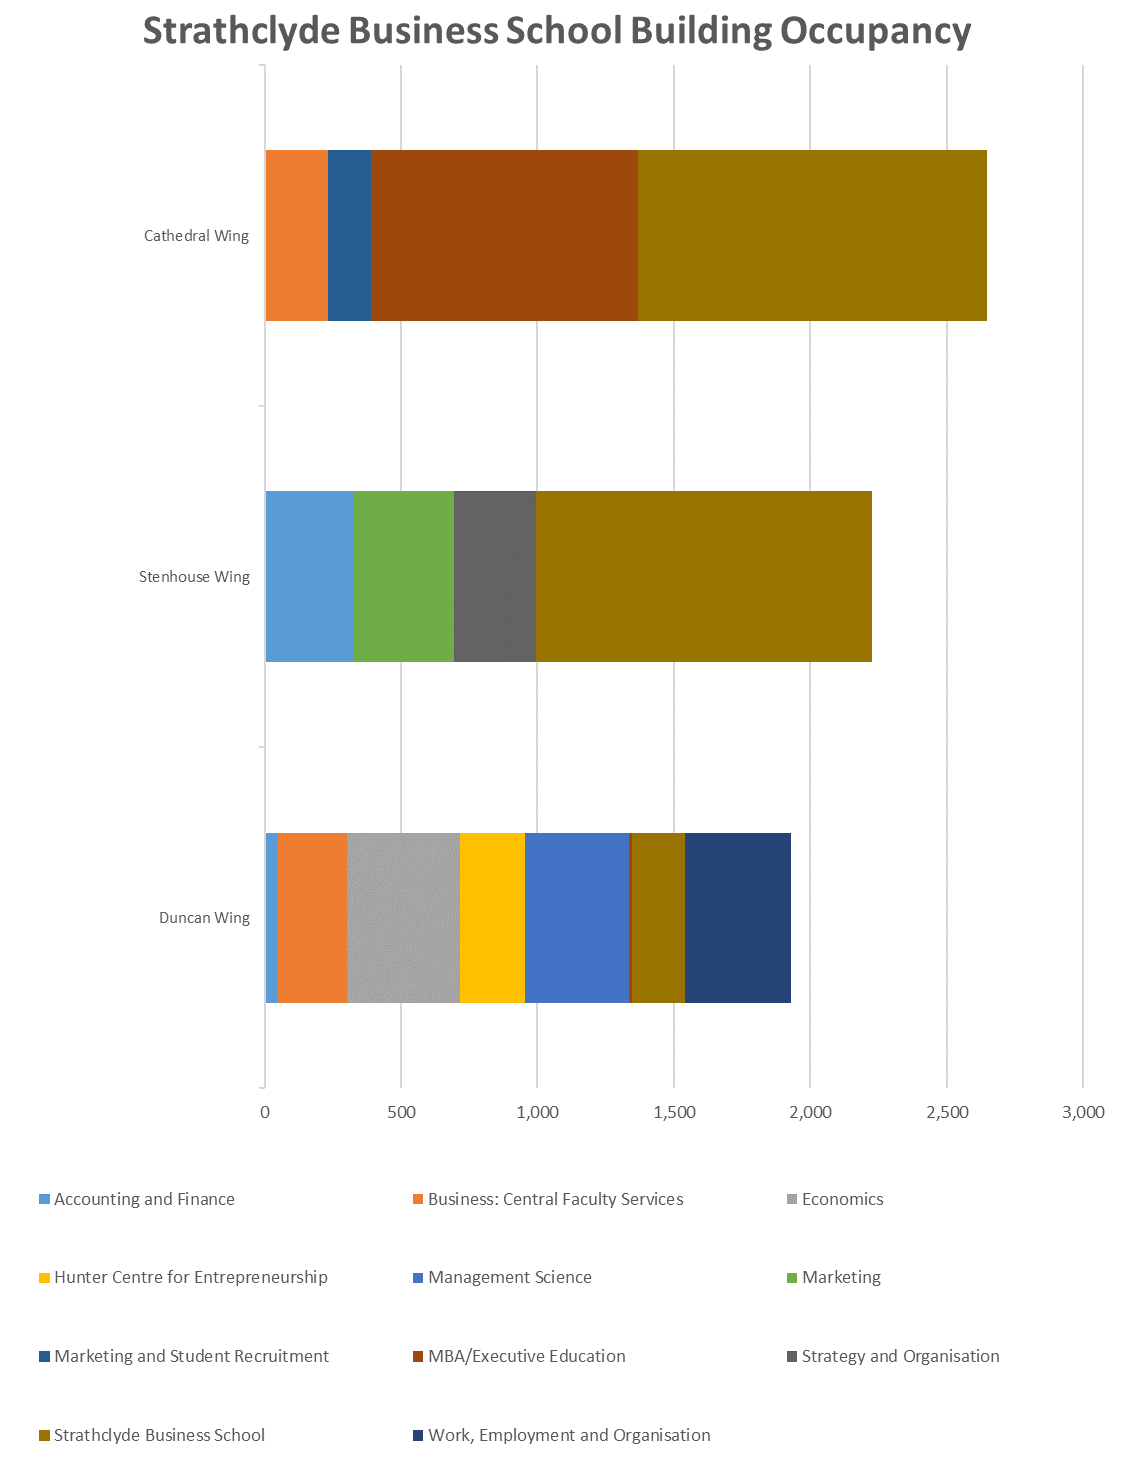 Strathclyde Business School Building Occupancy
Cathedral Wing
Stenhouse Wing
Duncan Wing
0 500 1,000 1,500 2,000 2,500 3,000
Accounting and Finance Business: Central Faculty Services Economics
Hunter Centre for Entrepreneurship Management Science Marketing
Marketing and Student Recruitment MBA/Executive Education Strategy and Organisation
Strathclyde Business School Work, Employment and Organisation